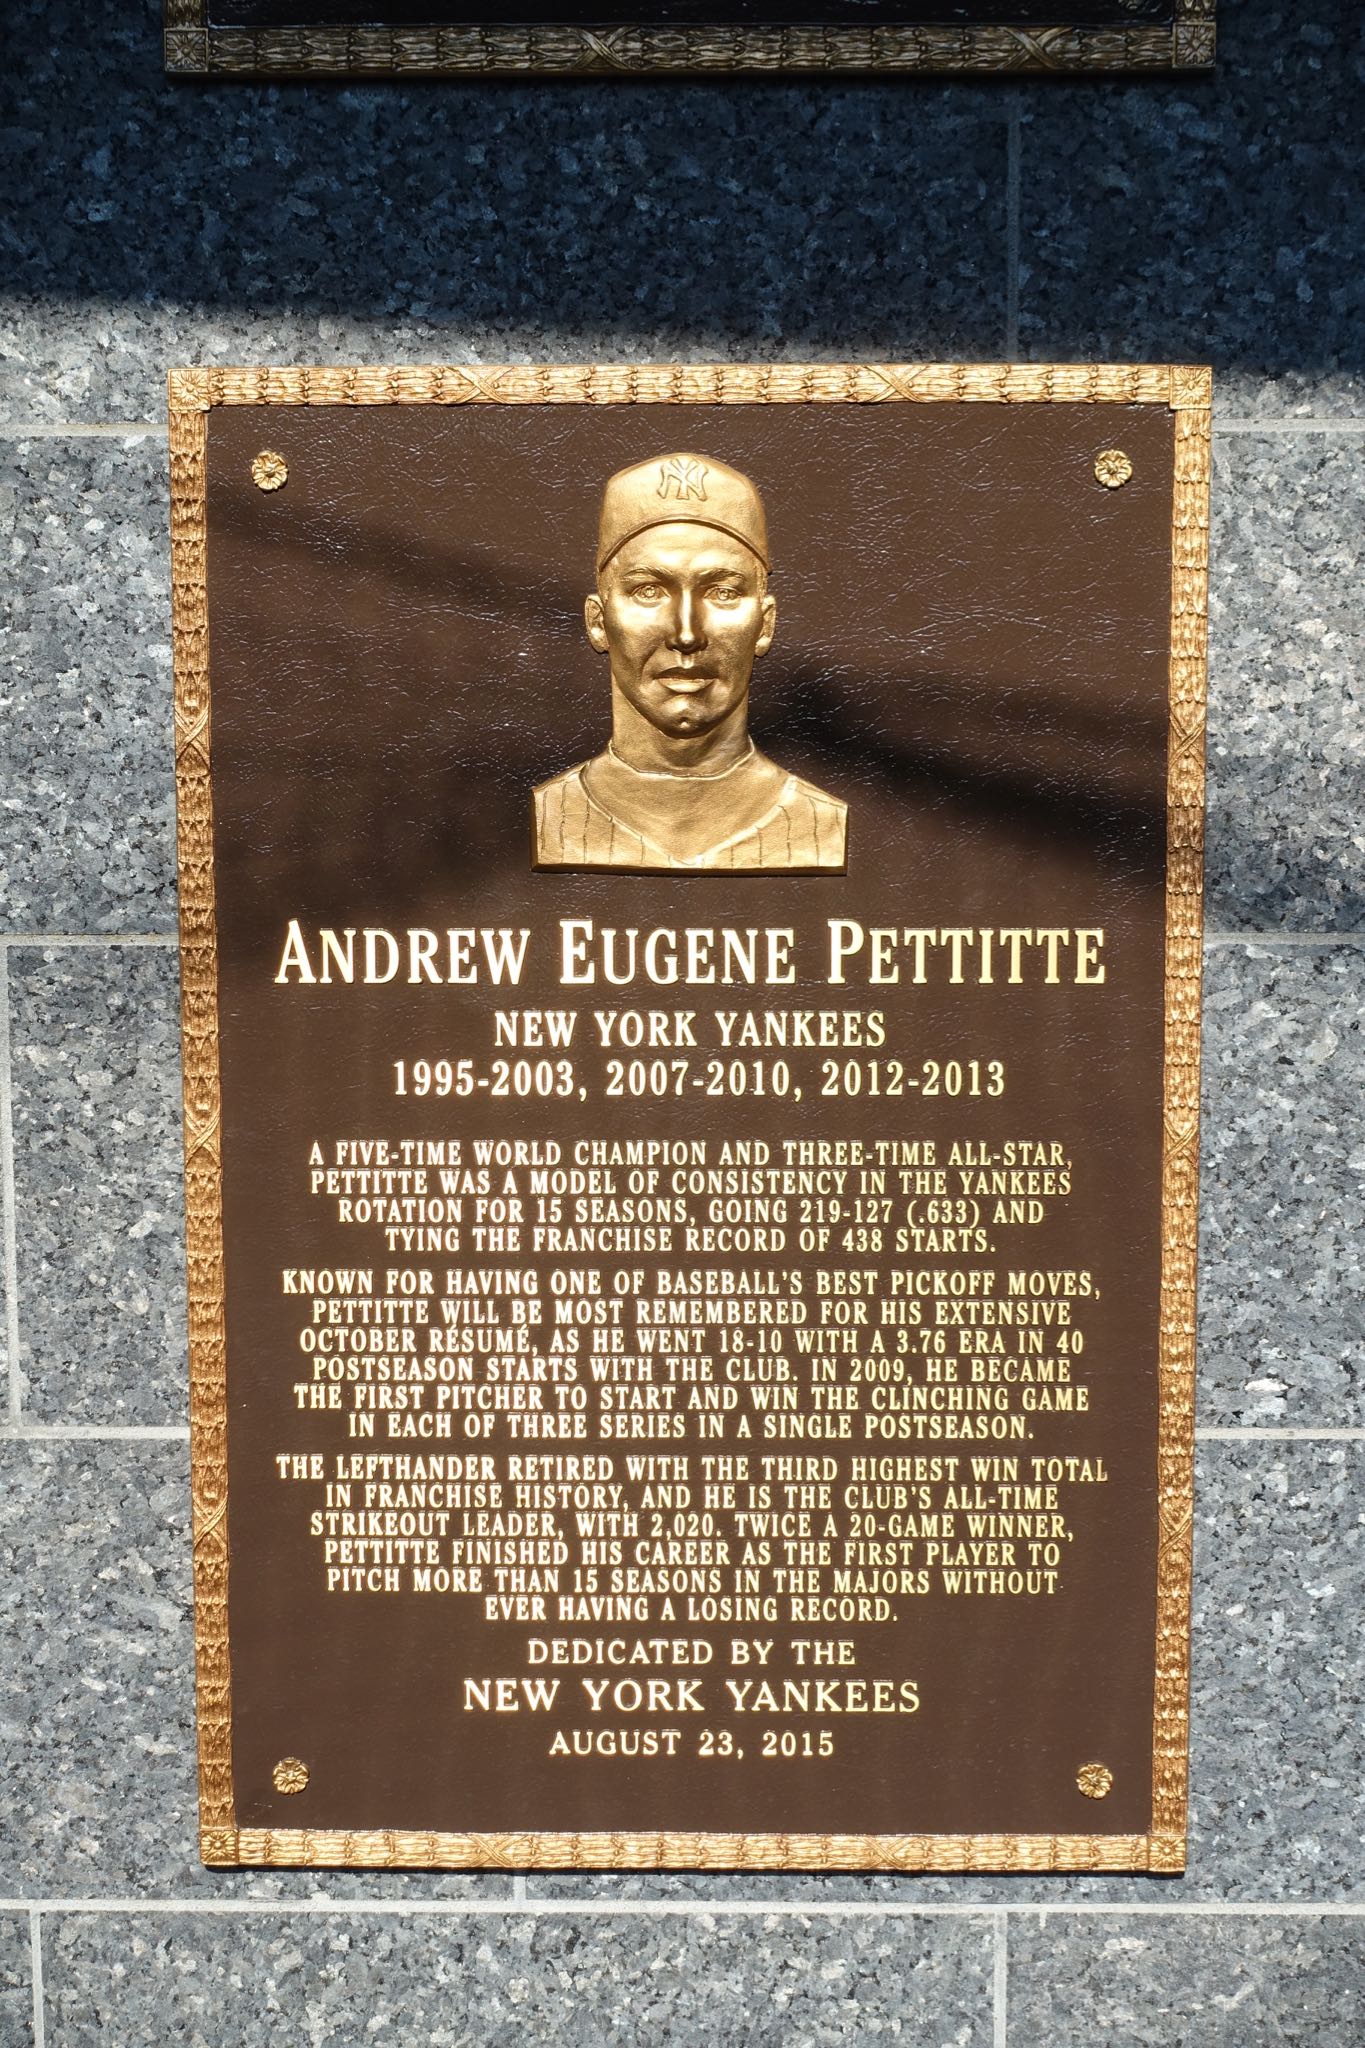 NY
ANDREW EUGENE PETTITTE
NEW YORK YANKEES
1995-2003, 2007-2010, 2012-2013
A FIVE-TIME WORLD CHAMPION AND THREE-TIME ALL-STAR,
PETTITTE WAS A MODEL OF CONSISTENCY IN THE YANKEES
ROTATION FOR 15 SEASONS, GOING 219-127 (.633) AND
TYING THE FRANCHISE RECORD OF 438 STARTS.
KNOWN FOR HAVING ONE OF BASEBALL'S BEST PICKOFF MOVES,
PETTITTE WILL BE MOST REMEMBERED FOR HIS EXTENSIVE
OCTOBER RÉSUMÉ, AS HE WENT 18-10 WITH A 3.76 ERA IN 40
POSTSEASON STARTS WITH THE CLUB. IN 2009, HE BECAME
THE FIRST PITCHER TO START AND WIN THE CLINCHING GAME
IN EACH OF THREE SERIES IN A SINGLE POSTSEASON.
THE LEFTHANDER RETIRED WITH THE THIRD HIGHEST WIN TOTAL
IN FRANCHISE HISTORY, AND HE IS THE CLUB'S ALL-TIME
STRIKEOUT LEADER, WITH 2,020. TWICE A 20-GAME WINNER,
PETTITTE FINISHED HIS CAREER AS THE FIRST PLAYER TO
PITCH MORE THAN 15 SEASONS IN THE MAJORS WITHOUT
EVER HAVING A LOSING RECORD.
DEDICATED BY THE
NEW YORK YANKEES
AUGUST 23, 2015